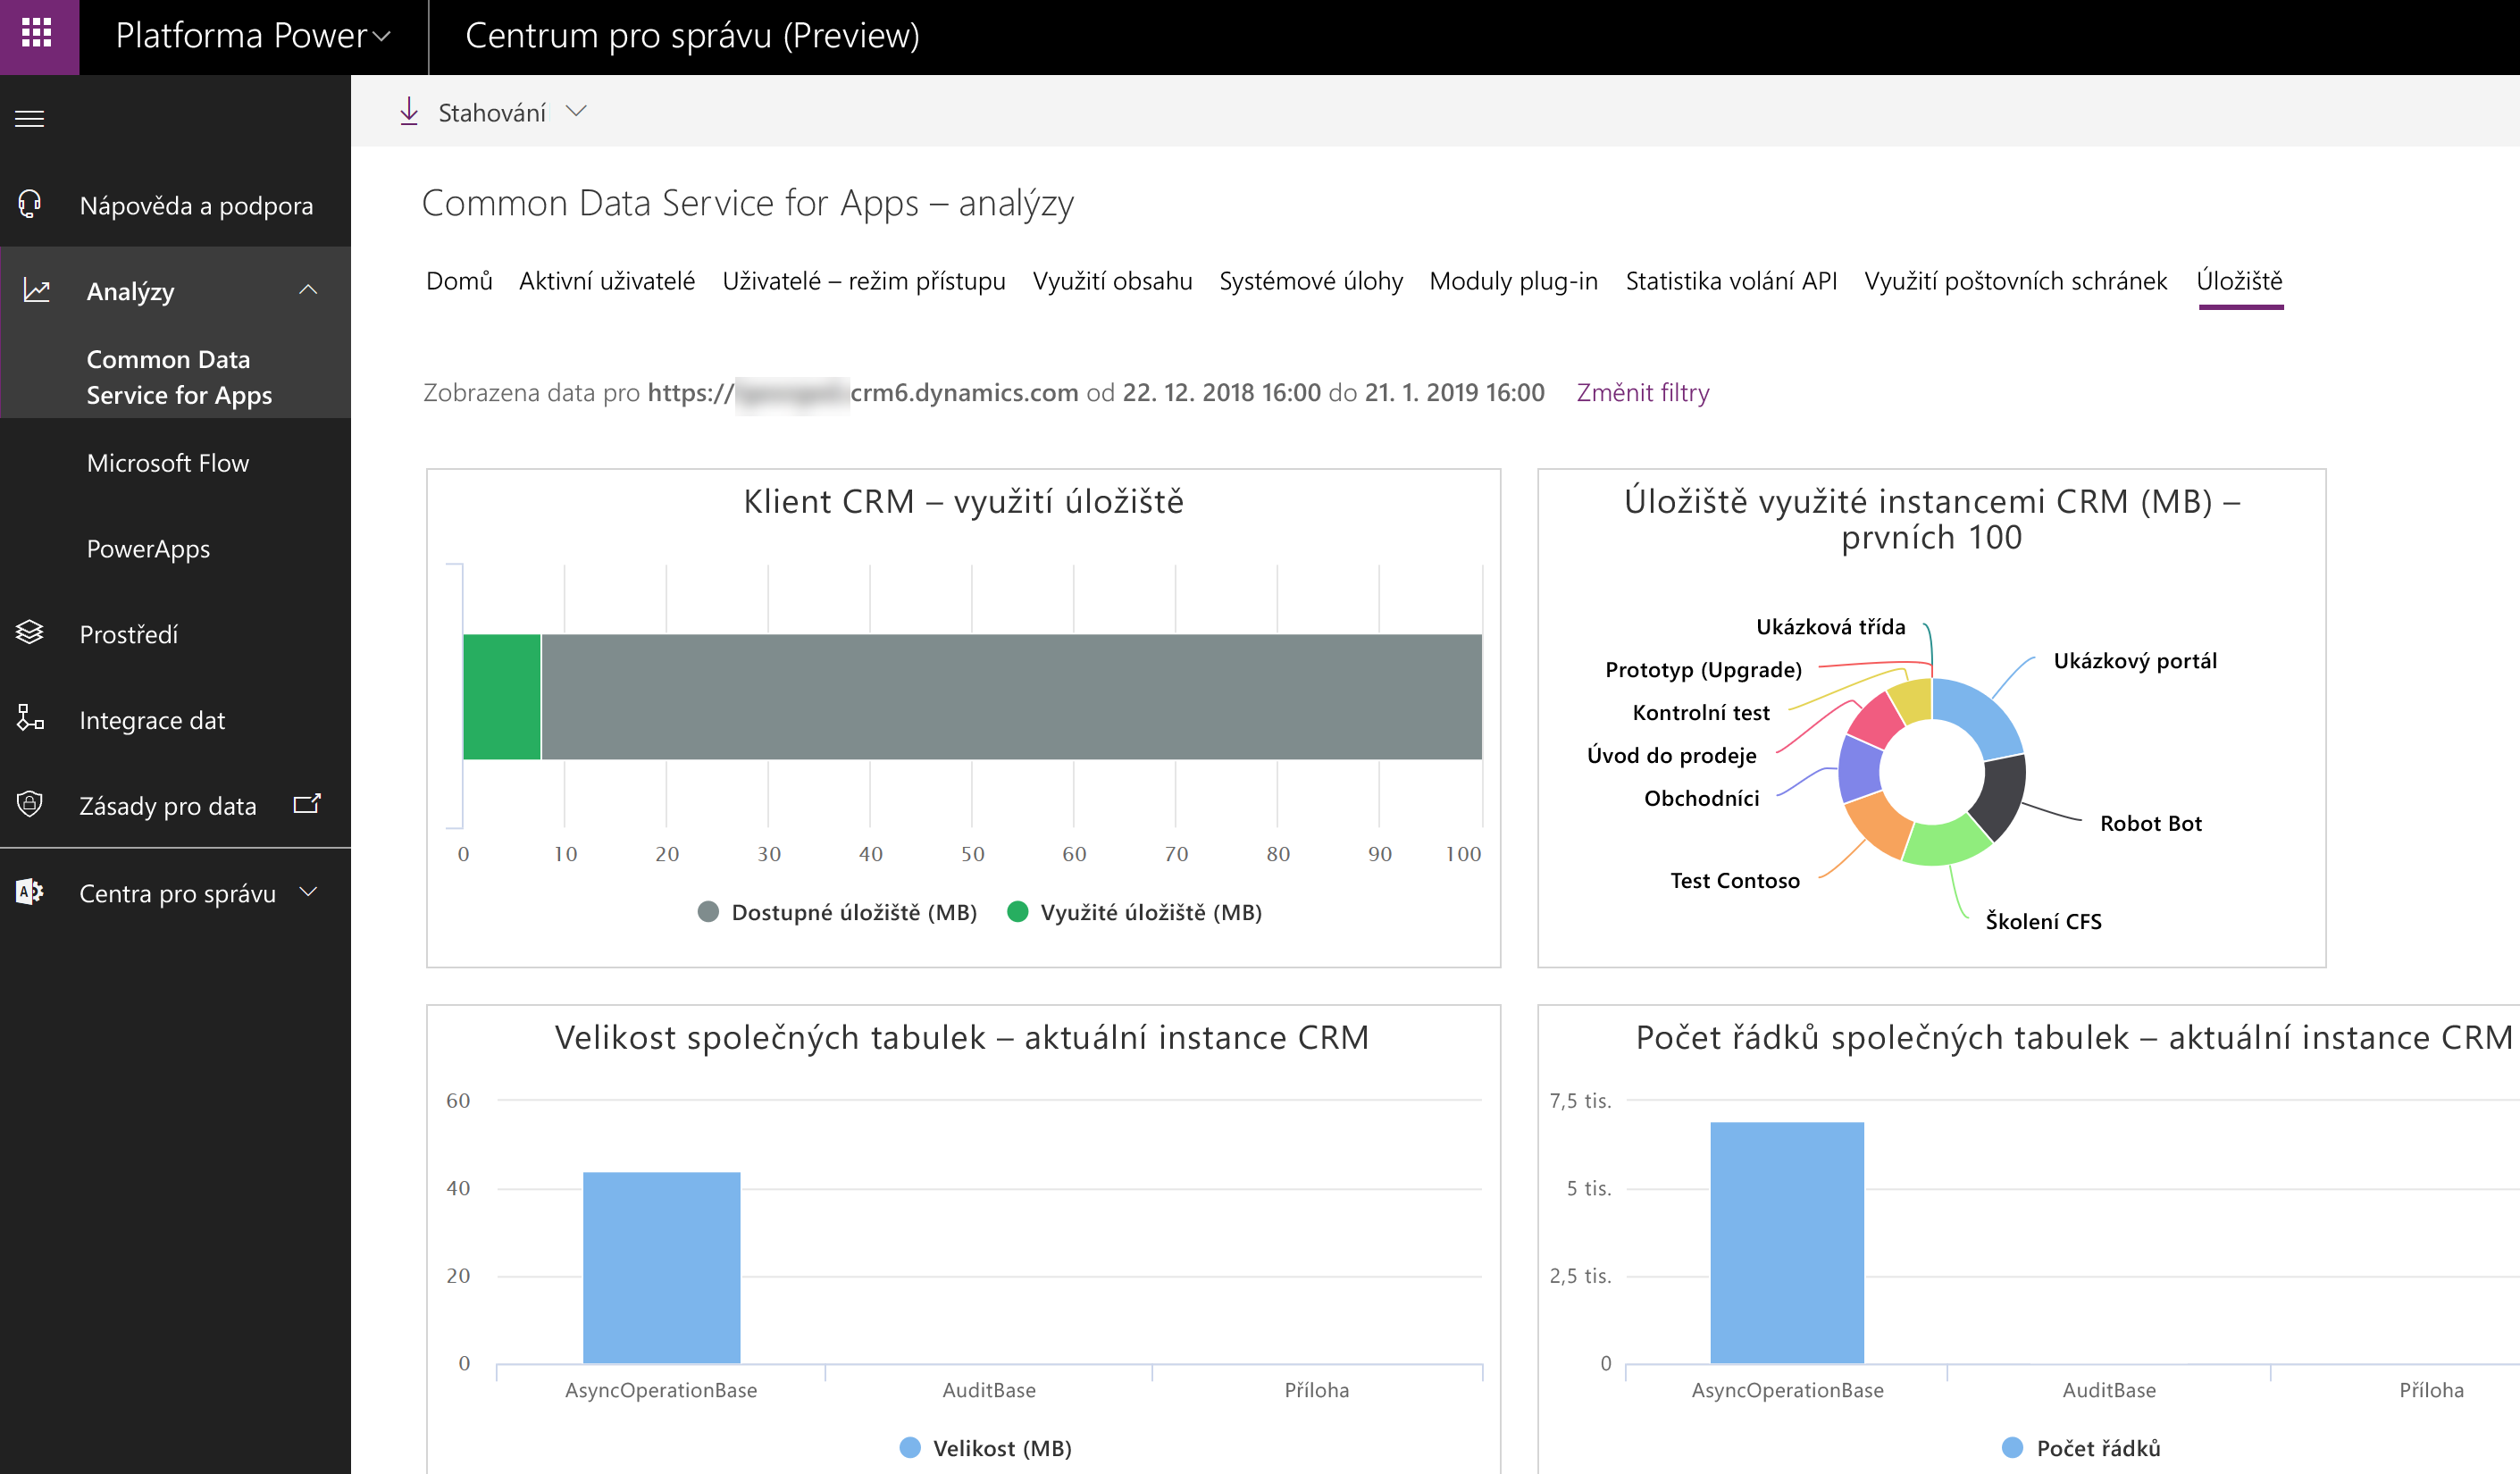 Platforma Power
Centrum pro správu (Preview)
Stahování
Nápověda a podpora
Analýzy
Common Data
Service for Apps
Microsoft Flow
PowerApps
Prostředí
Integrace dat
Zásady pro data
Centra pro správu
Common Data Service for Apps – analýzy
Domů Aktivní uživatelé Uživatelé – režim přístupu Využití obsahu Systémové úlohy Moduly plug-in Statistika volání API Využití poštovních schránek Úložiště
Zobrazena data pro https:// crm6.dynamics.com od 22. 12. 2018 16:00 do 21. 1. 2019 16:00 Změnit filtry
Klient CRM – využití úložiště
0 10 20 30 40 50 60 70 80 90 100
Dostupné úložiště (MB) Využité úložiště (MB)
Úložiště využité instancemi CRM (MB) –
prvních 100
Ukázková třída
Ukázkový portál
Prototyp (Upgrade)
Kontrolní test
Úvod do prodeje
Obchodníci
Robot Bot
Test Contoso
Školení CFS
Velikost společných tabulek – aktuální instance CRM
60
40
20
0
AsyncOperationBase AuditBase Příloha
Velikost (MB)
Počet řádků společných tabulek – aktuální instance CRM
7,5 tis.
5 tis.
2,5 tis.
0
AsyncOperationBase AuditBase Příloha
Počet řádků